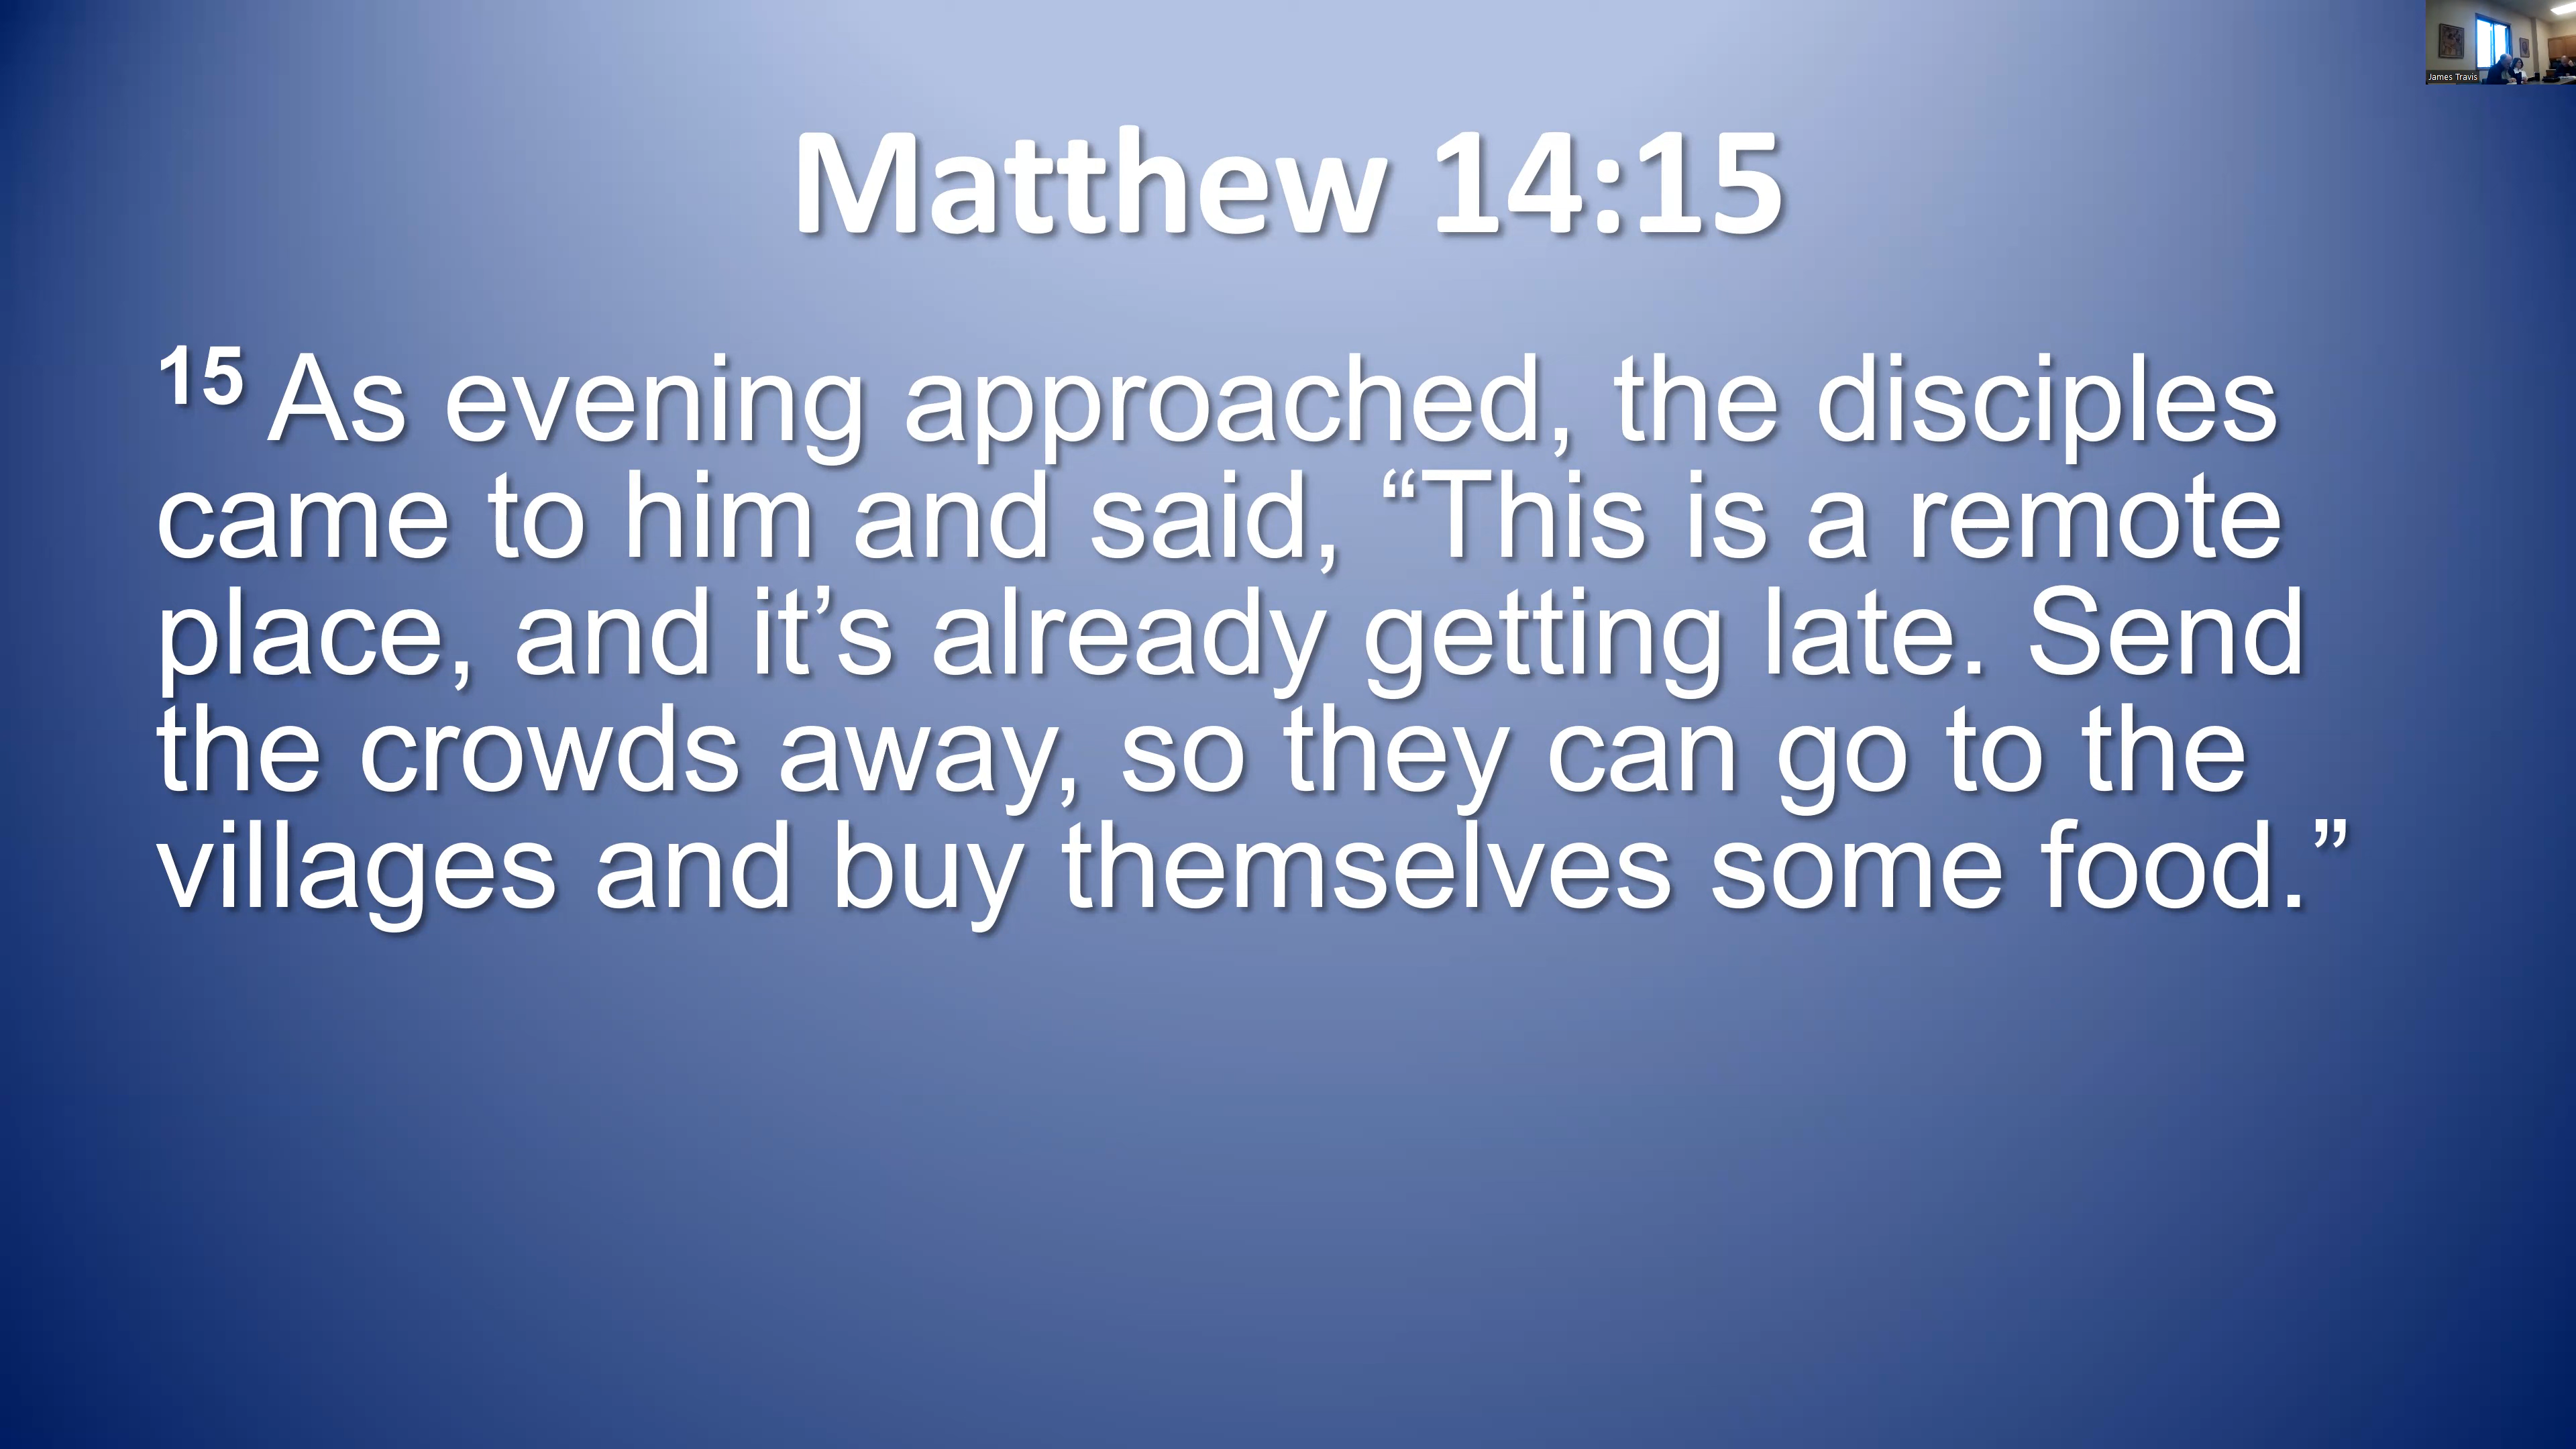 James Travis
Matthew 14:15
15 As evening approached, the disciples
came to him and said, “This is a remote
place, and it’s already getting late. Send
the crowds away, so they can go to the
villages and buy themselves some food.”